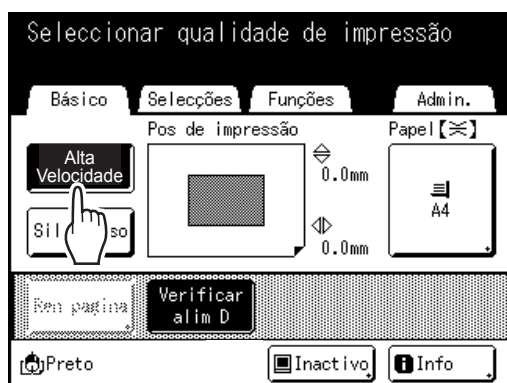 Seleccionar qualidade de impressão
Básico
Selecções
Funções
Admin.
Pos de impressão
Papel【≍】
Alta
Velocidade
0.0mm
A4
0.0mm
Ren pagina
Verificar
alim D
Preto
Inactivo
Info